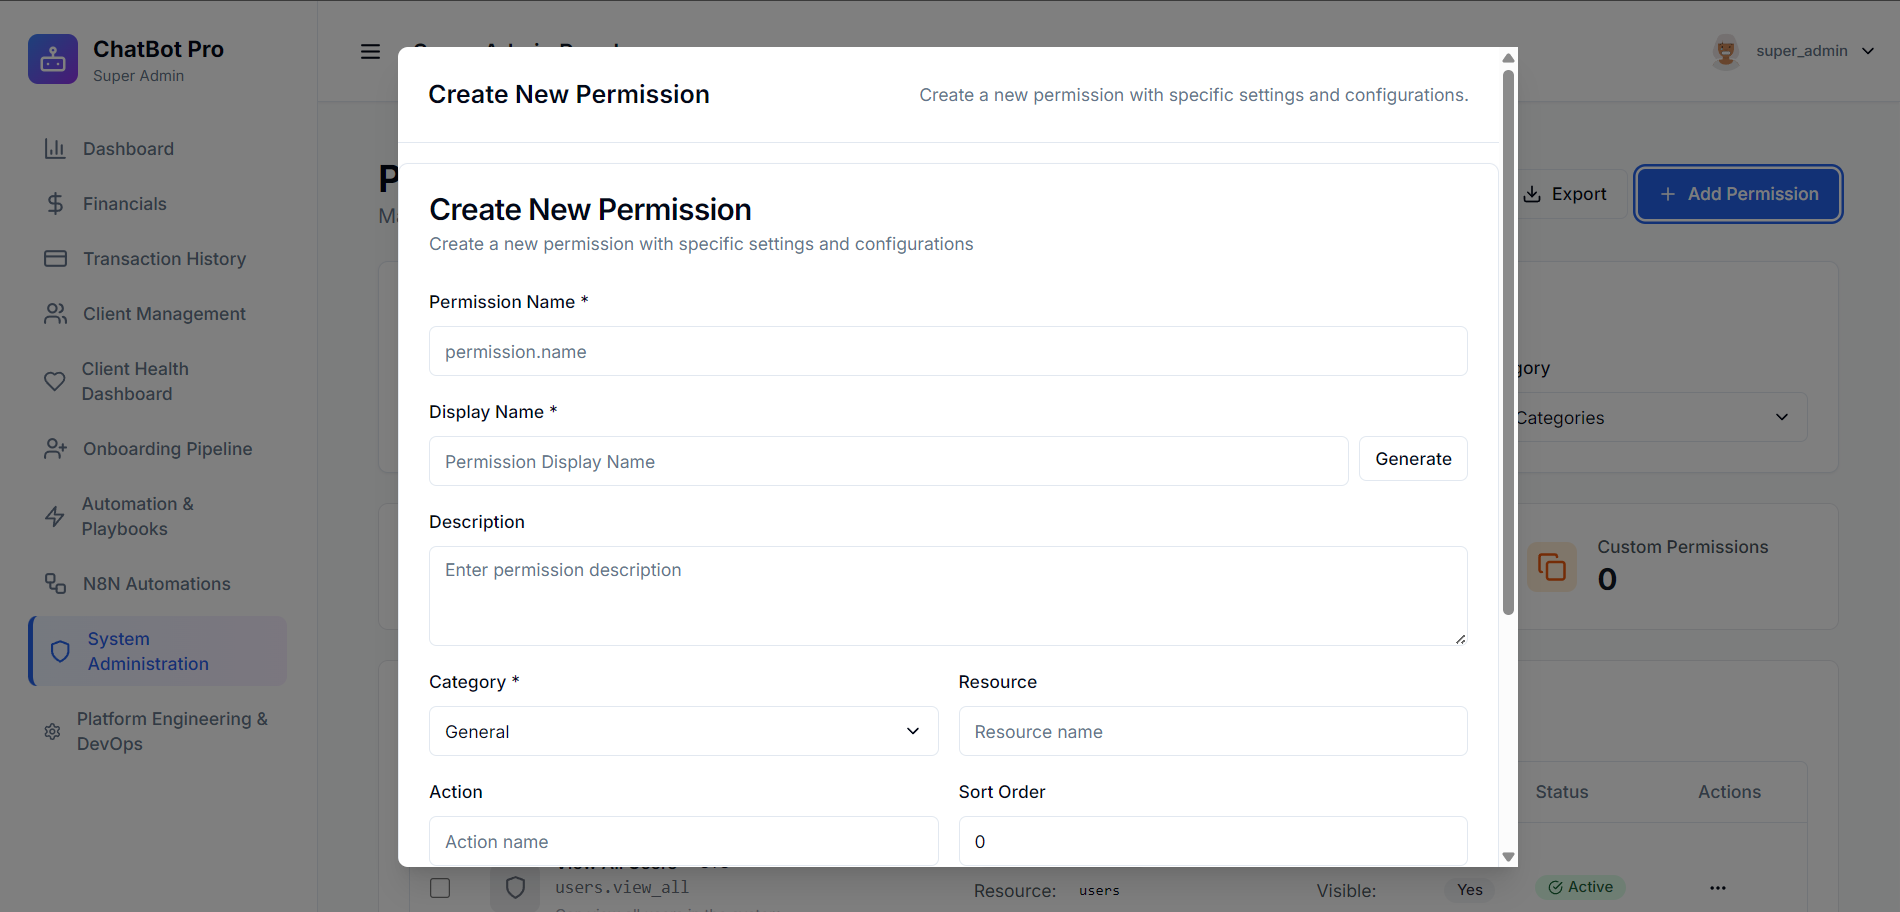 ChatBot Pro
Super Admin
Dashboard
Financials
Transaction History
Client Management
Client Health
Dashboard
Onboarding Pipeline
Automation &
Playbooks
N8N Automations
System
Administration
Platform Engineering &
DevOps
super_admin
Export
Add Permission
Categories
Custom Permissions
0
Status
Actions
Create New Permission
Create a new permission with specific settings and configurations.
Create New Permission
Create a new permission with specific settings and configurations
Permission Name *
permission.name
Display Name *
Permission Display Name
Generate
Description
Enter permission description
Category *
Resource
General
Resource name
Action
Sort Order
Action name
0
users.view_all
Resource: users
Visible: Yes
Active